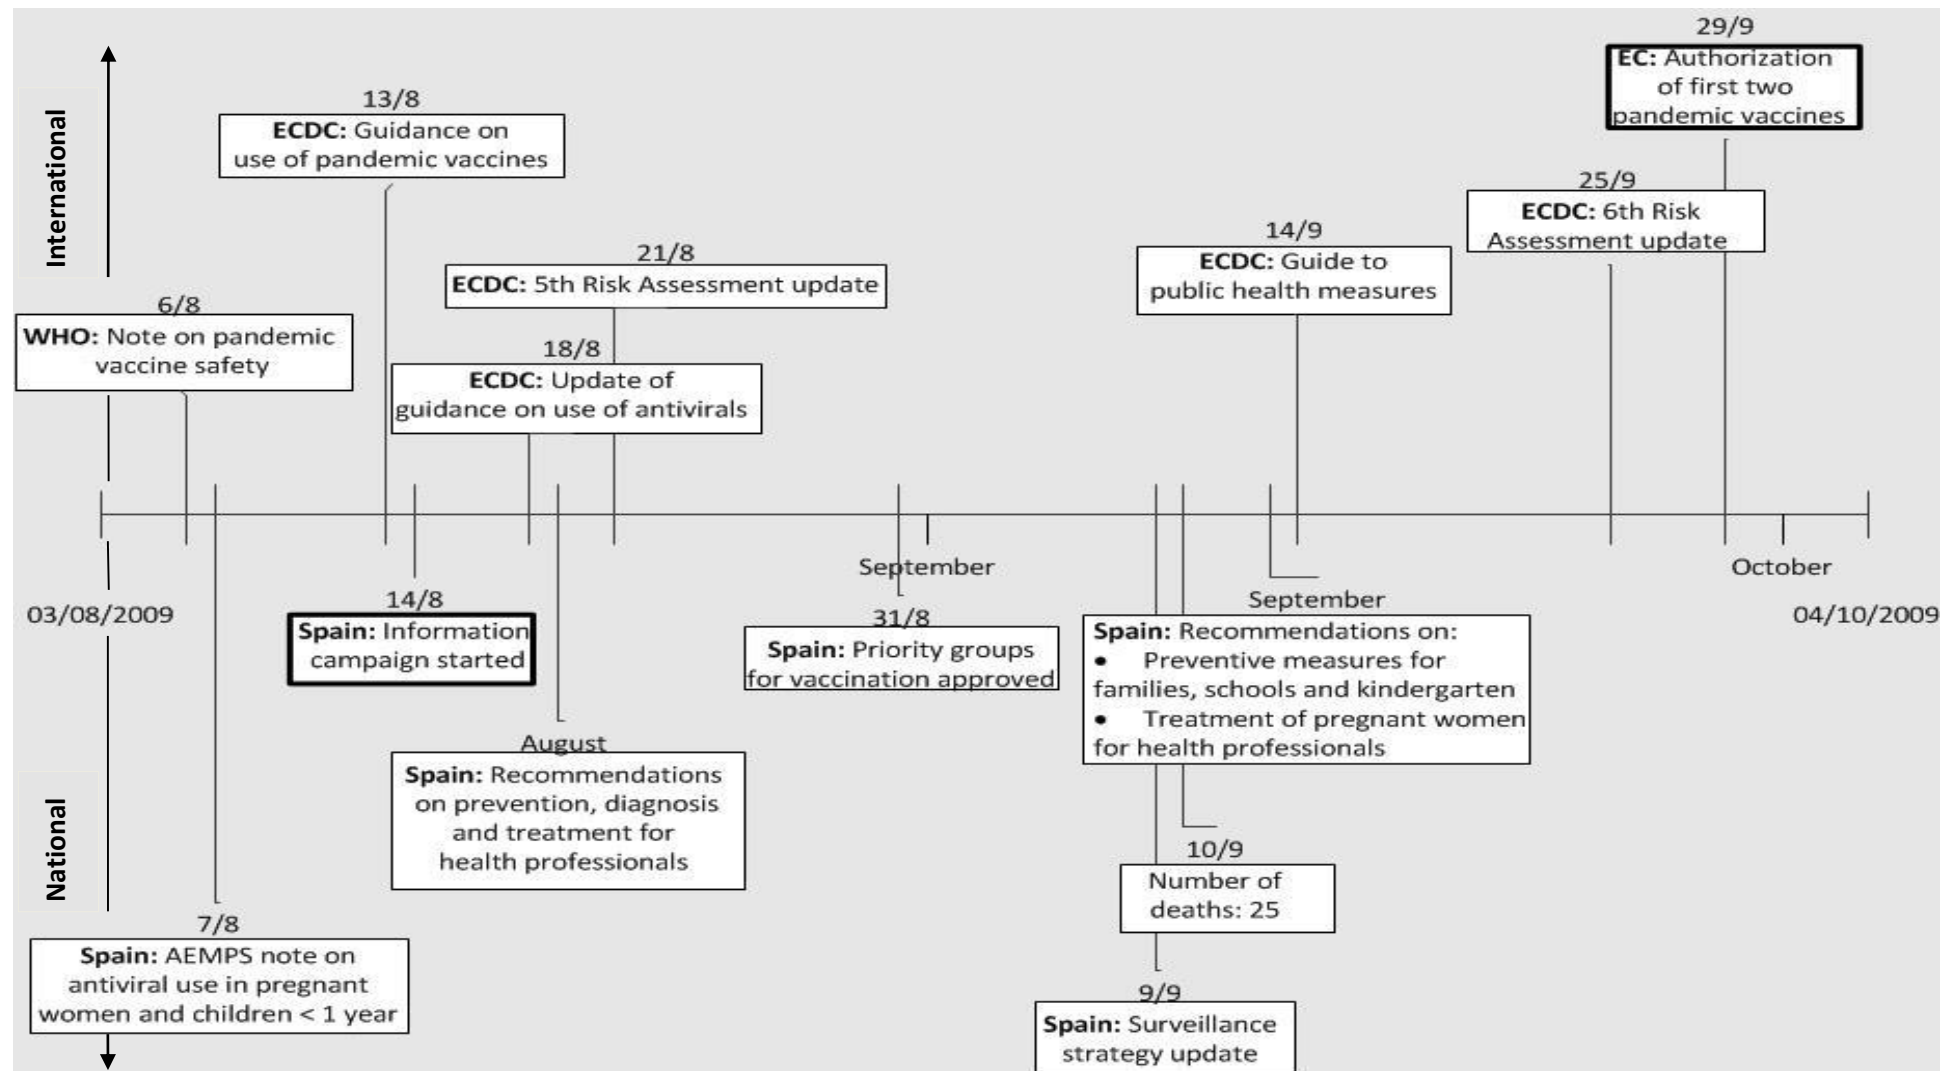 International
29/9
EC: Authorization
of first two
pandemic vaccines
13/8
ECDC: Guidance on
use of pandemic vaccines
25/9
ECDC: 6th Risk
Assessment update
14/9
ECDC: Guide to
public health measures
21/8
ECDC: 5th Risk Assessment update
6/8
WHO: Note on pandemic
vaccine safety
18/8
ECDC: Update of
guidance on use of antivirals
September
October
03/08/2009
04/10/2009
National
14/8
Spain: Information
campaign started
31/8
Spain: Priority groups
for vaccination approved
September
Spain: Recommendations on:
• Preventive measures for
families, schools and kindergarten
• Treatment of pregnant women
for health professionals
August
Spain: Recommendations
on prevention, diagnosis
and treatment for
health professionals
10/9
Number of
deaths: 25
7/8
Spain: AEMPS note on
antiviral use in pregnant
women and children < 1 year
9/9
Spain: Surveillance
strategy update